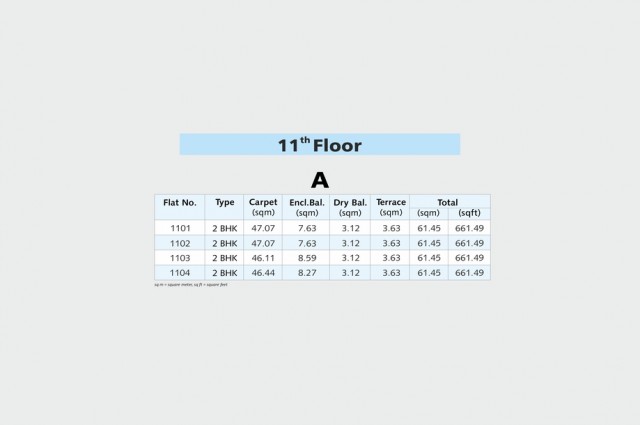 11th Floor
A
Flat No. Type Carpet (sqm) Encl.Bal. (sqm) Dry Bal. (sqm) Terrace (sqm) Total (sqm) (sqft)
1101 2 BHK 47.07 7.63 3.12 3.63 61.45 661.49
1102 2 BHK 47.07 7.63 3.12 3.63 61.45 661.49
1103 2 BHK 46.11 8.59 3.12 3.63 61.45 661.49
1104 2 BHK 46.44 8.27 3.12 3.63 61.45 661.49
sq.m = square meter, sq.ft = square feet